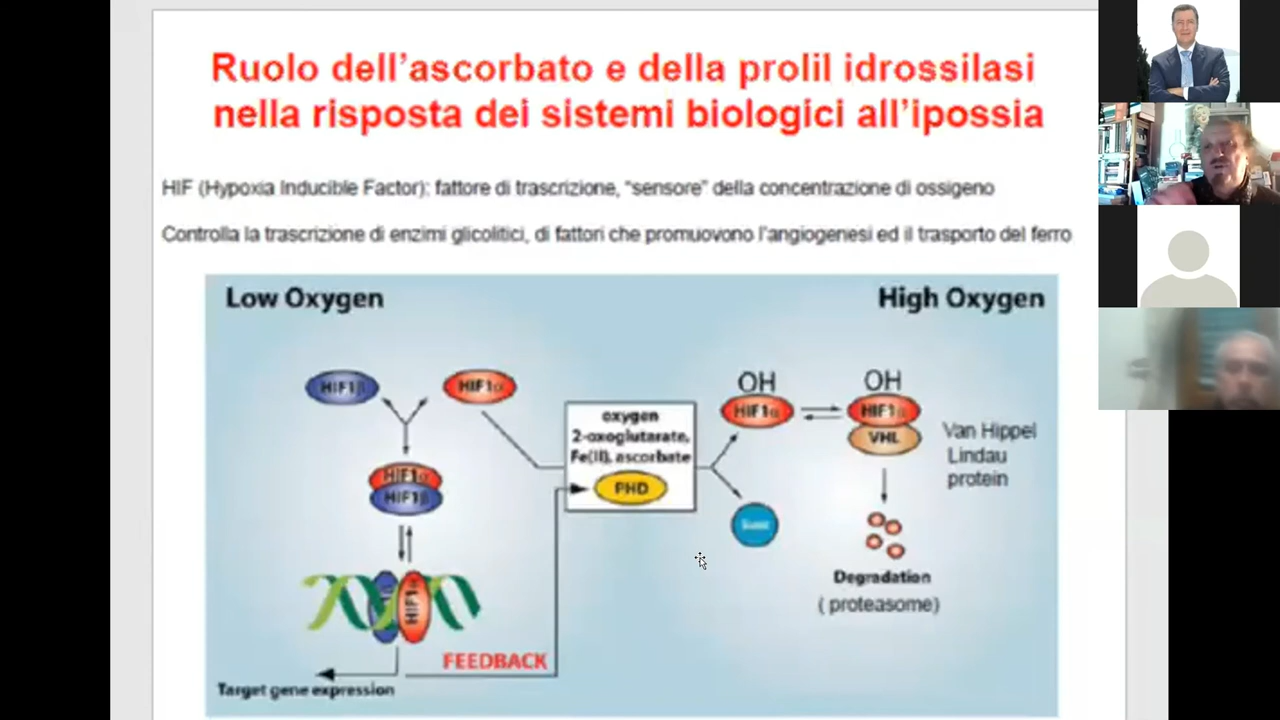 Ruolo dell'ascorbato e della prolil idrossilasi
nella risposta dei sistemi biologici all'ipossia
HIF (Hypoxia Inducible Factor): fattore di trascrizione, "sensore" della concentrazione di ossigeno
Controlla la trascrizione di enzimi glicolitici, di fattori che promuovono l'angiogenesi ed il trasporto del ferro
Low Oxygen
High Oxygen
HIF1β
HIF1α
oxygen
2-oxoglutarate,
Fe(II), ascorbate
PHD
OH
HIF1α
OH
HIF1α
VHL
Van Hippel
Lindau
protein
HIF1α
HIF1β
HIF1α
Degradation
( proteasome)
FEEDBACK
Target gene expression